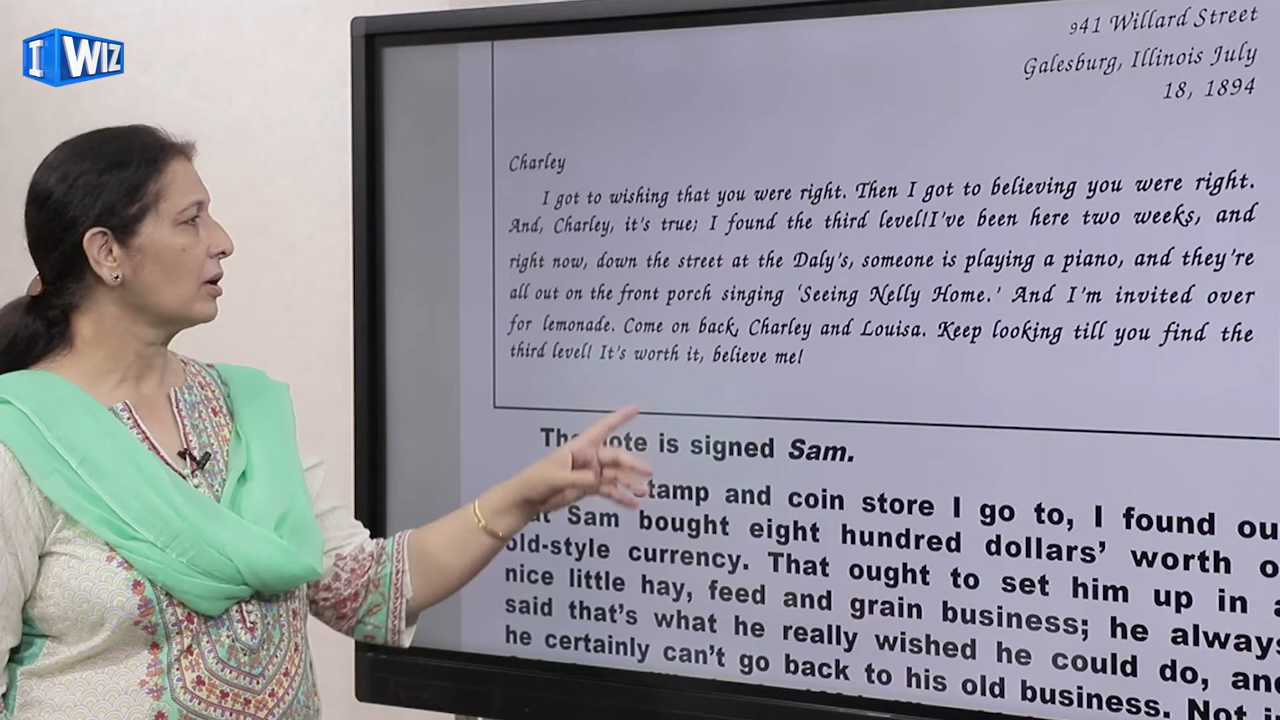 I WIZ
941 Willard Street
Galesburg, Illinois July
18, 1894
Charley
I got to wishing that you were right. Then I got to believing you were right.
And, Charley, it's true; I found the third level!I've been here two weeks, and
right now, down the street at the Daly's, someone is playing a piano, and they're
all out on the front porch singing ‘Seeing Nelly Home.’ And I'm invited over
for lemonade. Come on back, Charley and Louisa. Keep looking till you find the
third level! It's worth it, believe me!
is signed Sam.
and coin store I go to, I found
Sam bought eight hundred dollars’ worth
old-style currency. That ought to set him up in a
nice little hay, feed and grain business; he always
said that's what he really wished he could do, and
he certainly can't go back to his old business. Not